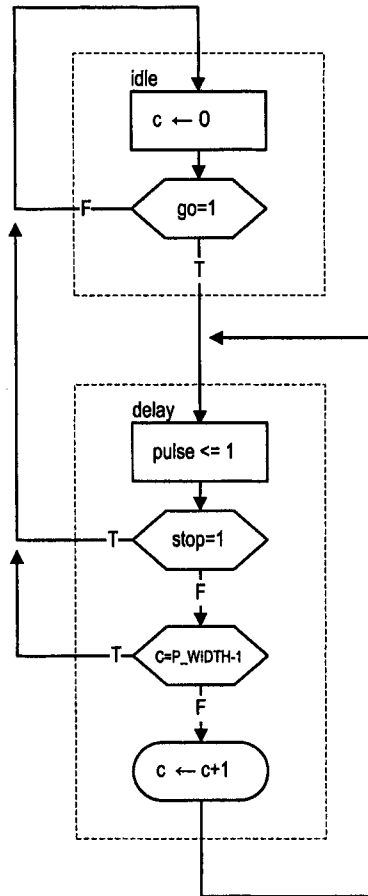 idle
c ← 0
go=1
F
T
delay
pulse <= 1
stop=1
T
F
C=P_WIDTH-1
T
F
c ← c+1